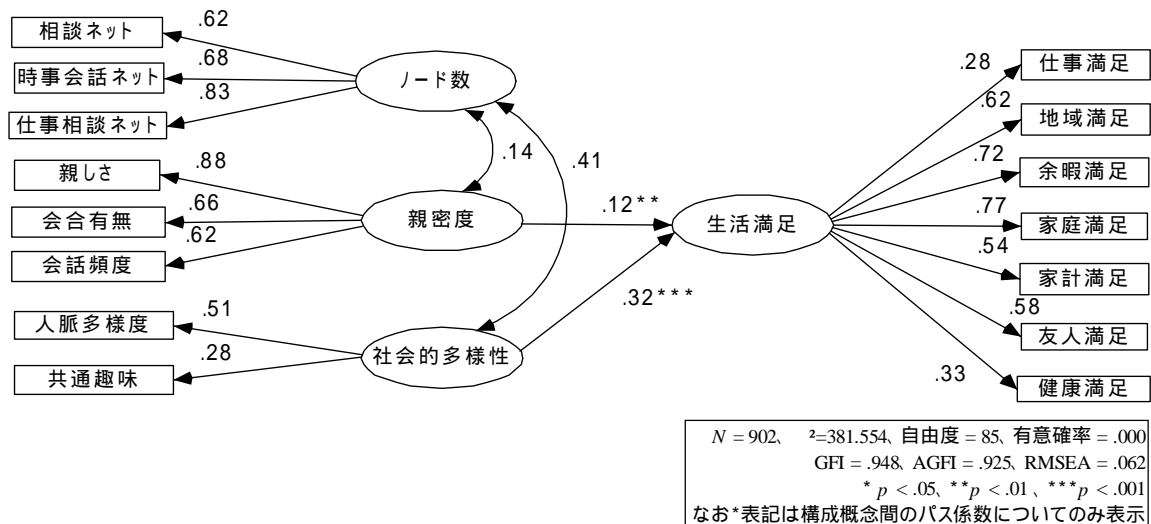 相談ネット
.62
時事会話ネット
.68
仕事相談ネット
.83
ノード数
親しさ
.88
会合有無
.66
会話頻度
.62
親密度
人脈多様度
.51
共通趣味
.28
社会的多様性
.14
.41
.12**
.32***
生活満足
.28
仕事満足
.62
地域満足
.72
余暇満足
.77
家庭満足
.54
家計満足
.58
友人満足
.33
健康満足
N = 902、 ²=381.554、自由度 = 85、有意確率 = .000
GFI = .948、AGFI = .925、RMSEA = .062
* p < .05、**p < .01 、***p < .001
なお*表記は構成概念間のパス係数についてのみ表示